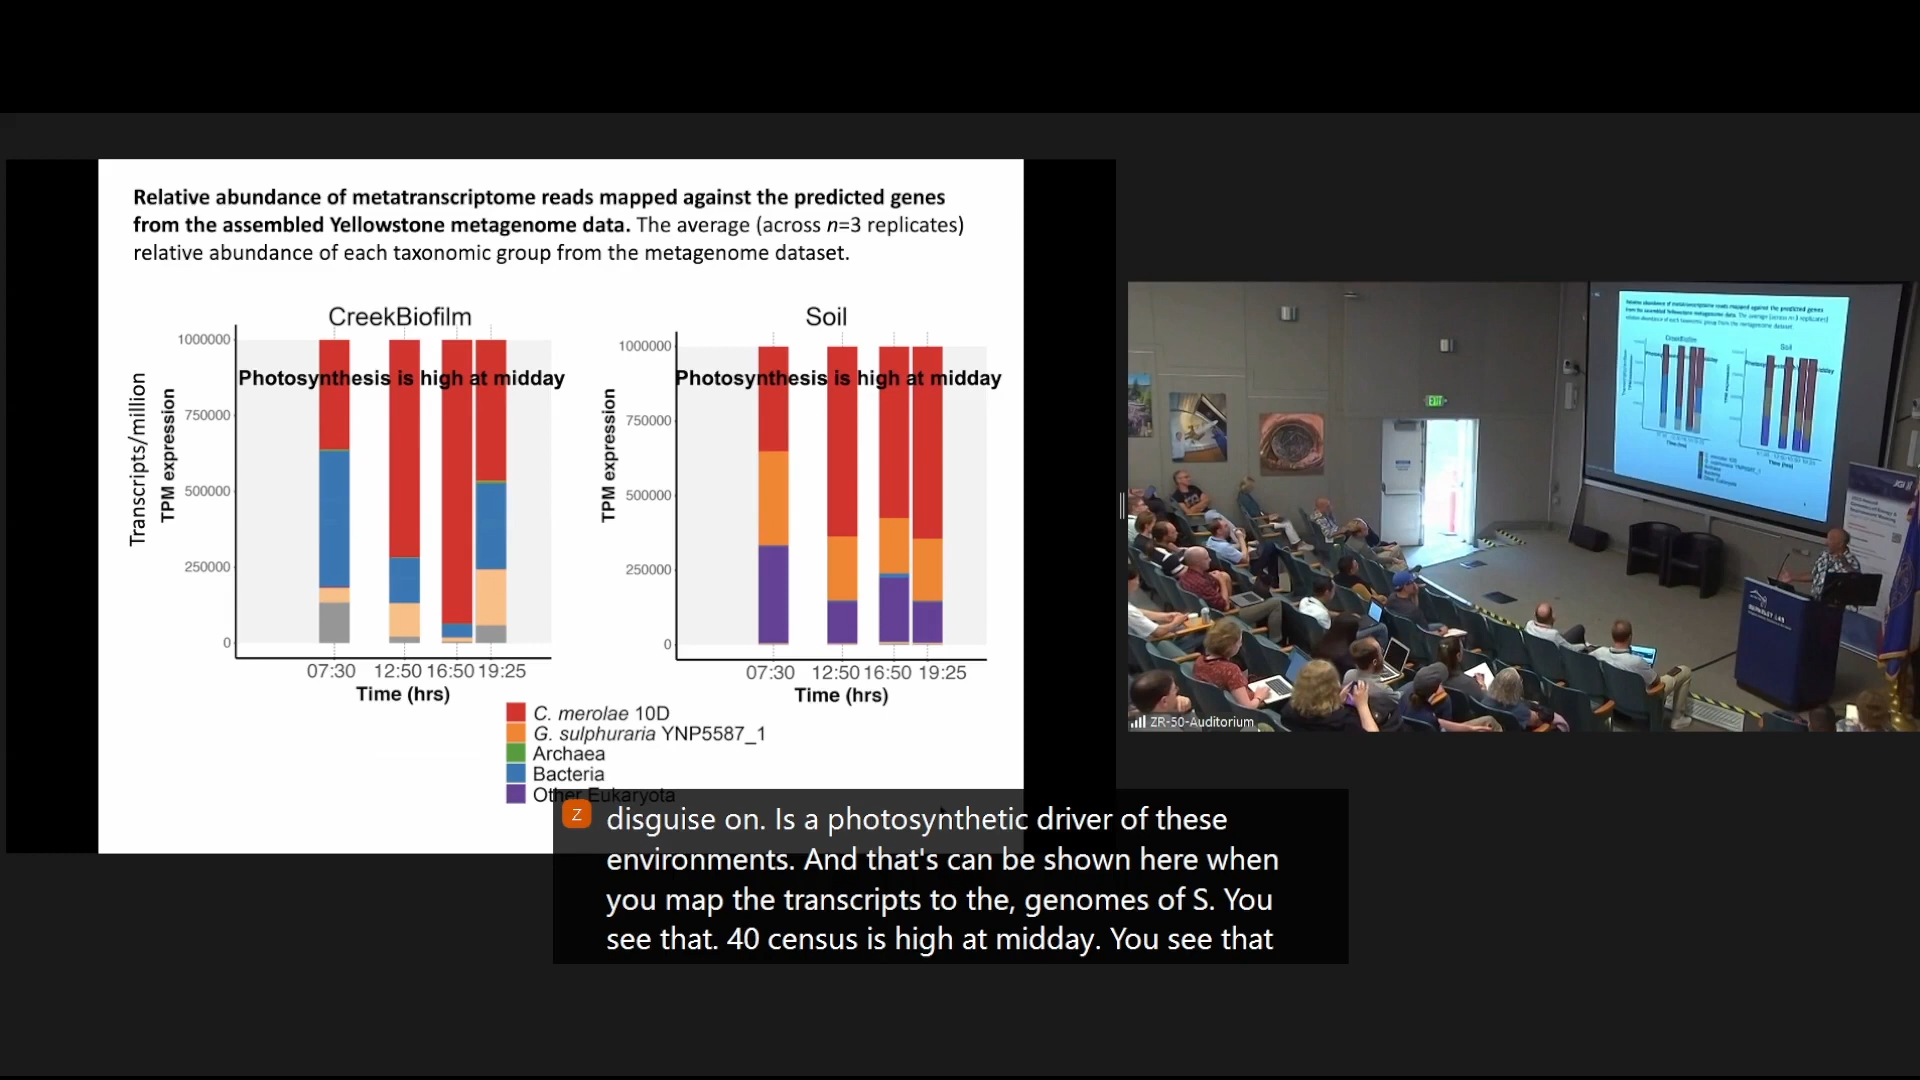 Relative abundance of metatranscriptome reads mapped against the predicted genes
from the assembled Yellowstone metagenome data. The average (across n=3 replicates)
relative abundance of each taxonomic group from the metagenome dataset.
CreekBiofilm
Transcripts/million
TPM expression
1000000
750000
500000
250000
0
Photosynthesis is high at midday
07:30 12:50 16:50 19:25
Time (hrs)
Soil
TPM expression
1000000
750000
500000
250000
0
Photosynthesis is high at midday
07:30 12:50 16:50 19:25
Time (hrs)
C. merolae 10D
G. sulphuraria YNP5587_1
Archaea
Bacteria
Other Eukaryota
Z
disguise on. Is a photosynthetic driver of these
environments. And that's can be shown here when
you map the transcripts to the, genomes of S. You
see that. 40 census is high at midday. You see that
EXIT
BERKELEY LAB
JGI
ZR-50-Auditorium